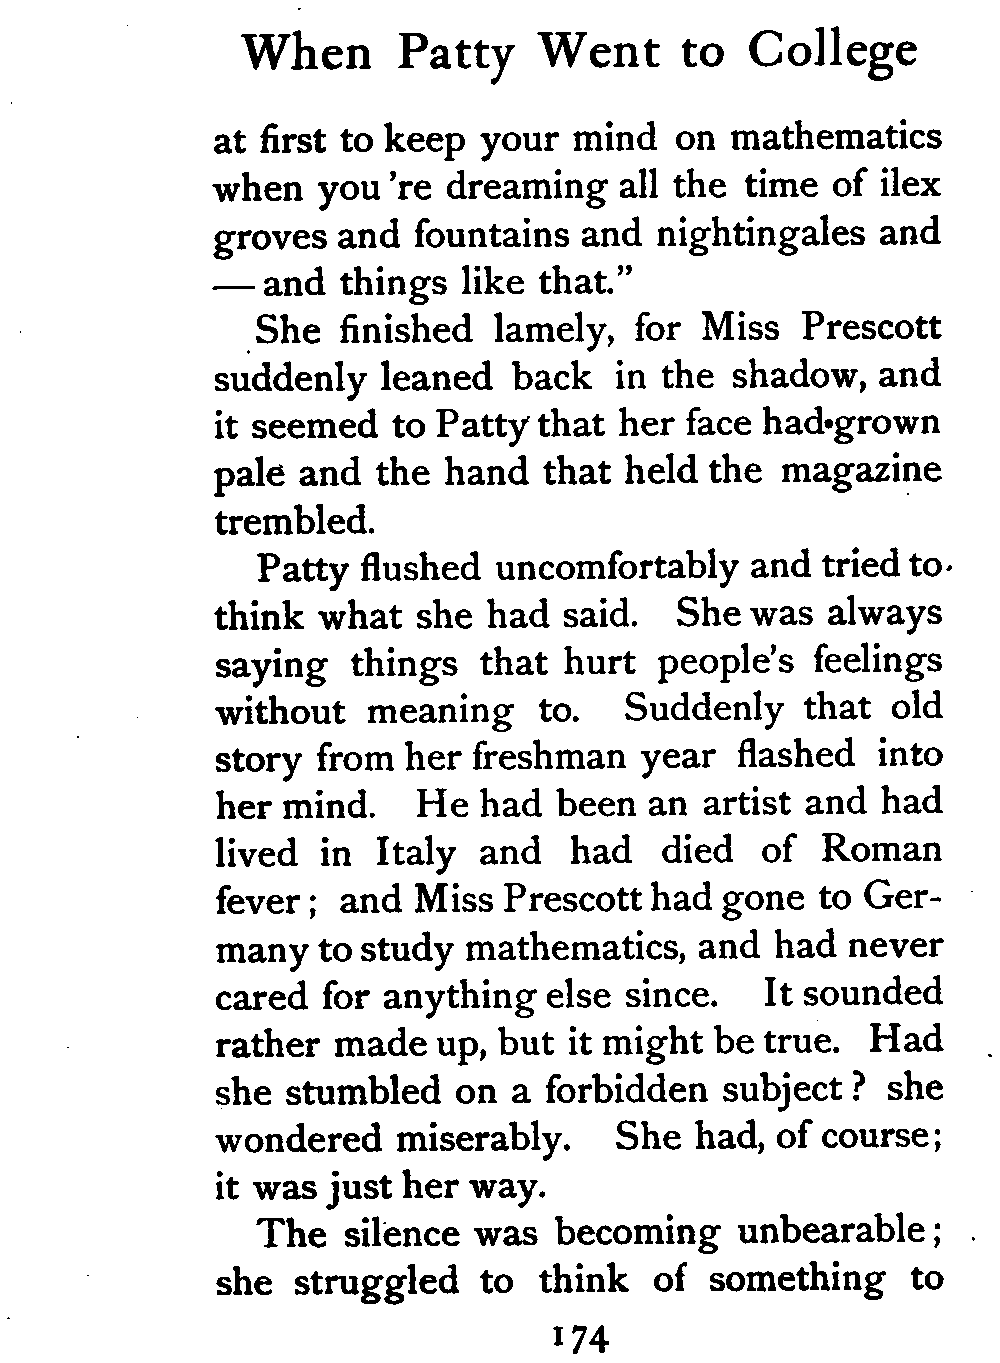 When Patty Went to College
at first to keep your mind on mathematics
when you 're dreaming all the time of ilex
groves and fountains and nightingales and
— and things like that."
She finished lamely, for Miss Prescott
suddenly leaned back in the shadow, and
it seemed to Patty that her face had grown
pale and the hand that held the magazine
trembled.
Patty flushed uncomfortably and tried to
think what she had said. She was always
saying things that hurt people's feelings
without meaning to. Suddenly that old
story from her freshman year flashed into
her mind. He had been an artist and had
lived in Italy and had died of Roman
fever; and Miss Prescott had gone to Ger-
many to study mathematics, and had never
cared for anything else since. It sounded
rather made up, but it might be true. Had
she stumbled on a forbidden subject? she
wondered miserably. She had, of course;
it was just her way.
The silence was becoming unbearable;
she struggled to think of something to
174